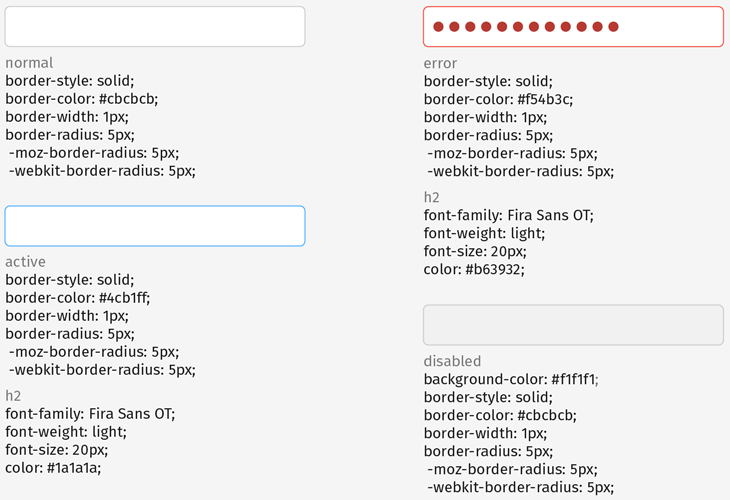 normal
border-style: solid;
border-color: #cbcbcb;
border-width: 1px;
border-radius: 5px;
-moz-border-radius: 5px;
-webkit-border-radius: 5px;
active
border-style: solid;
border-color: #4cb1ff;
border-width: 1px;
border-radius: 5px;
-moz-border-radius: 5px;
-webkit-border-radius: 5px;
h2
font-family: Fira Sans OT;
font-weight: light;
font-size: 20px;
color: #1a1a1a;
error
border-style: solid;
border-color: #f54b3c;
border-width: 1px;
border-radius: 5px;
-moz-border-radius: 5px;
-webkit-border-radius: 5px;
h2
font-family: Fira Sans OT;
font-weight: light;
font-size: 20px;
color: #b63932;
disabled
background-color: #f1f1f1;
border-style: solid;
border-color: #cbcbcb;
border-width: 1px;
border-radius: 5px;
-moz-border-radius: 5px;
-webkit-border-radius: 5px;